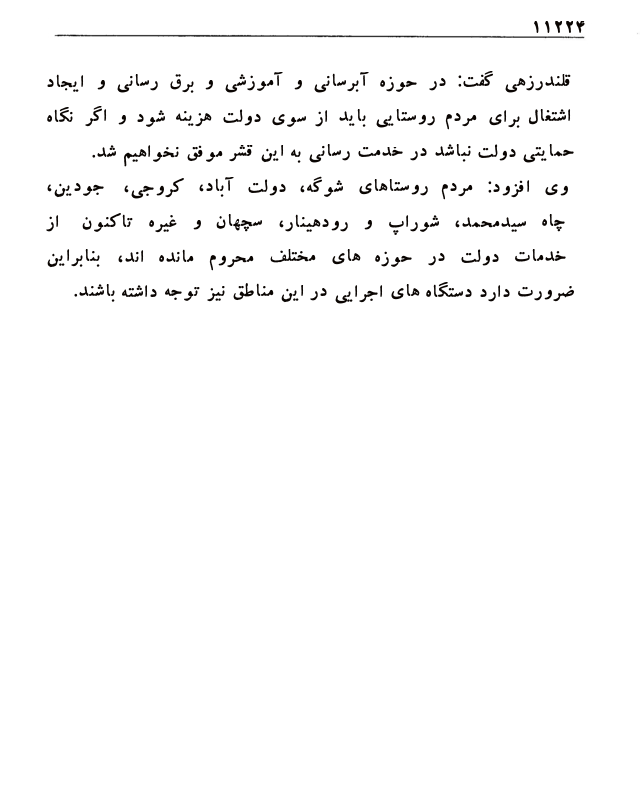 ۱۱۲۲۴
قلندرزهی گفت: در حوزه آبرسانی و آموزشی و برق رسانی و ایجاد
اشتغال برای مردم روستایی باید از سوی دولت هزینه شود و اگر نگاه
حمایتی دولت نباشد در خدمت رسانی به این قشر موفق نخواهیم شد.
وی افزود: مردم روستاهای شوگه، دولت آباد، کروجی، جودین،
چاه سیدمحمد، شوراپ و رودهینار، سچهان و غیره تاکنون از
خدمات دولت در حوزه های مختلف محروم مانده اند، بنابراین
ضرورت دارد دستگاه های اجرایی در این مناطق نیز توجه داشته باشند.